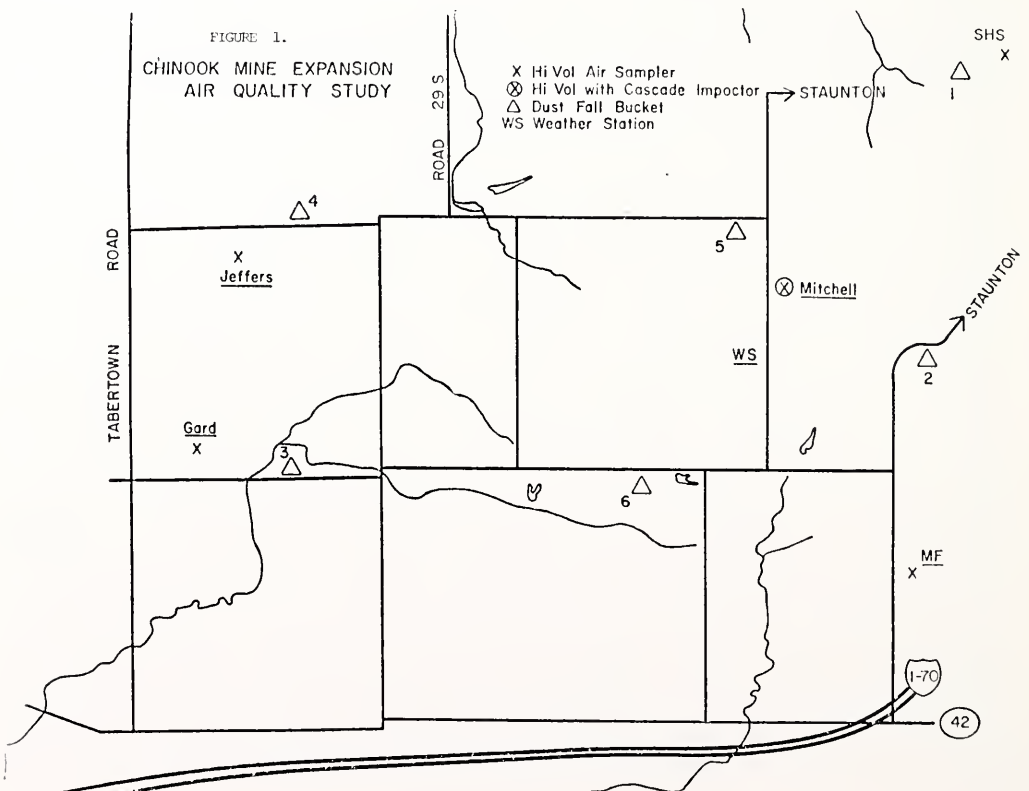 FIGURE 1.
CHINOOK MINE EXPANSION
AIR QUALITY STUDY
X Hi Vol Air Sampler
Ⓧ Hi Vol with Cascade Impoctor
△ Dust Fall Bucket
WS Weather Station
STAUNTON
SHS
X
1
ROAD 29 S
4
TABERTOWN ROAD
X
Jeffers
5
Ⓧ Mitchell
STAUNTON
WS
2
Gard
X
3
6
MF
X
I-70
42